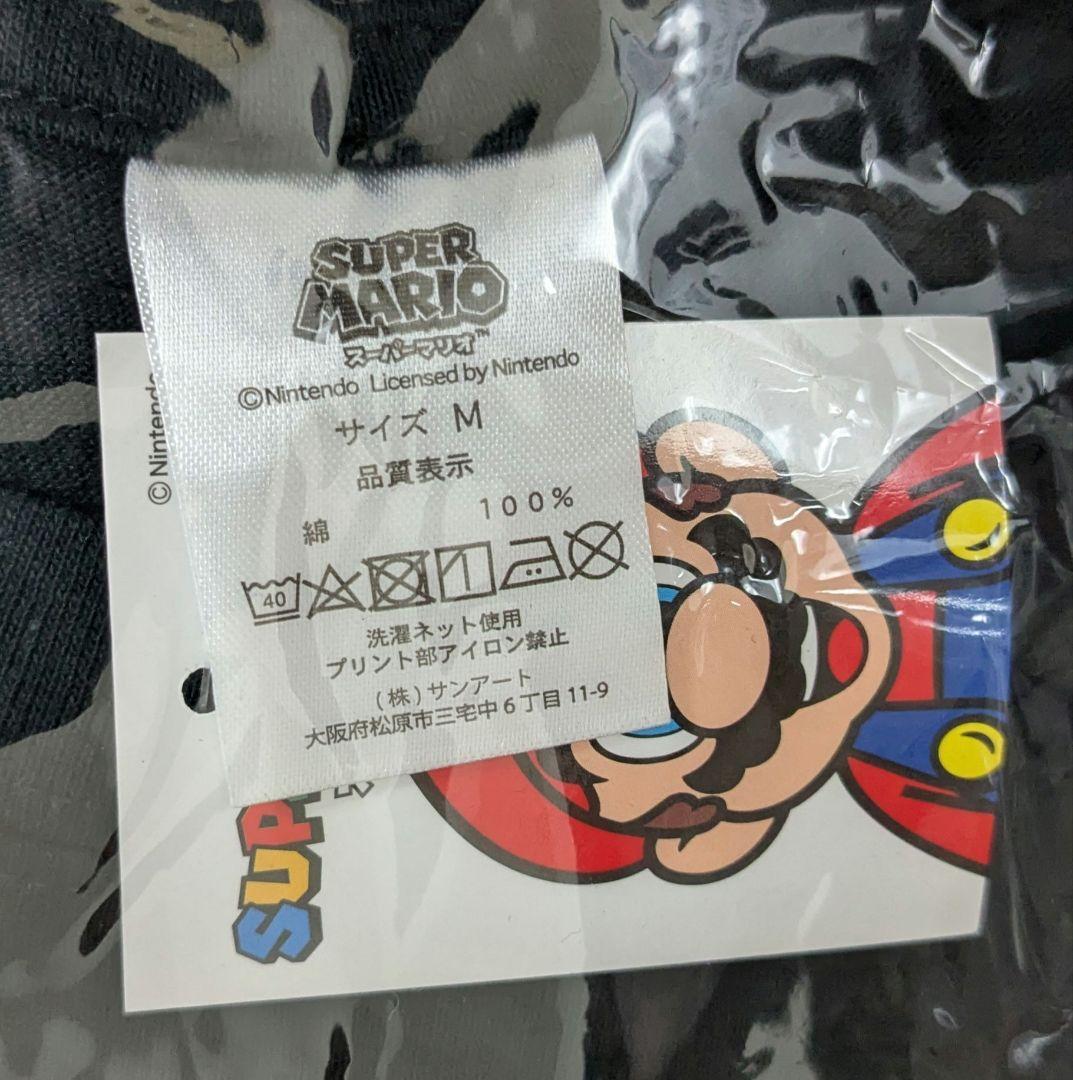 SUPER
MARIO™
スーパーマリオ
©Nintendo Licensed by Nintendo
サイズ M
品質表示
綿 100%
40
洗濯ネット使用
プリント部アイロン禁止
(株)サンアート
大阪府松原市三宅中6丁目11-9
©Nintendo
SUP